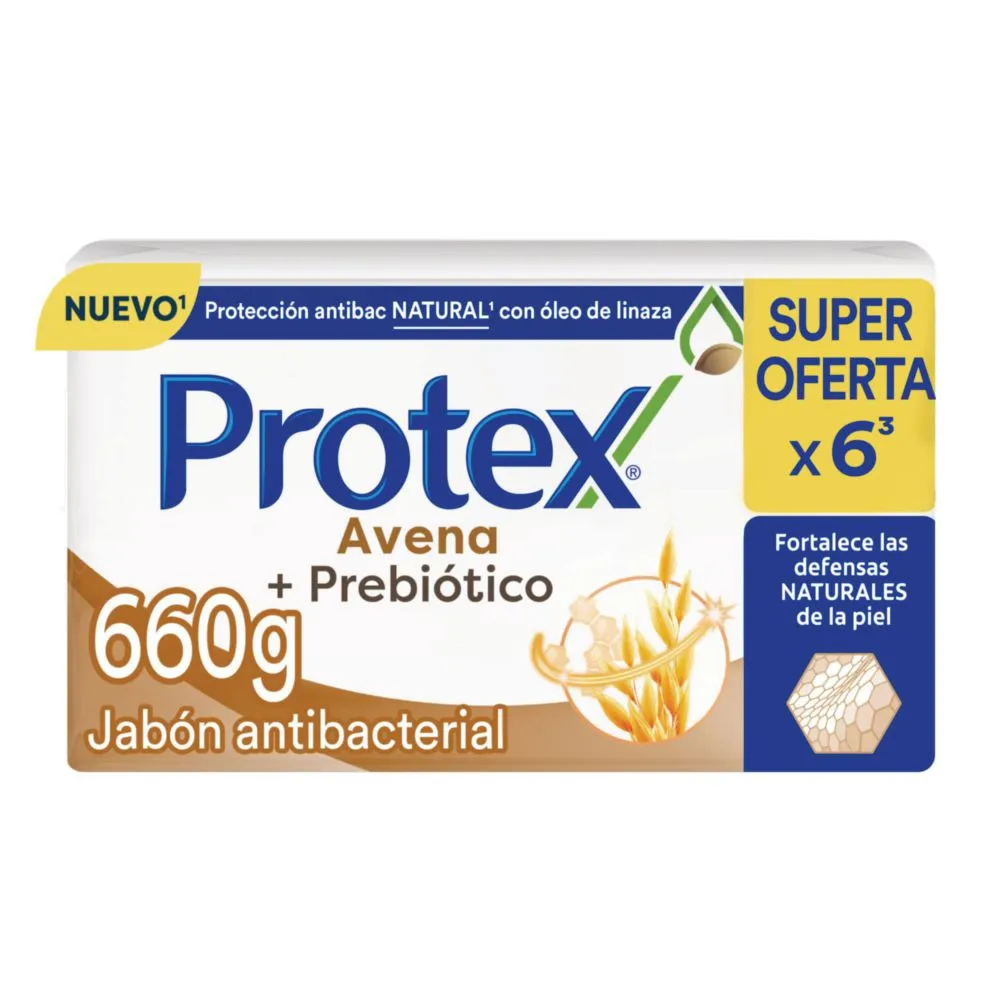 NUEVO¹
Protección antibac NATURAL¹ con óleo de linaza
Protex®
Avena
+ Prebiótico
660g
Jabón antibacterial
SUPER
OFERTA
x 6³
Fortalece las
defensas
NATURALES
de la piel